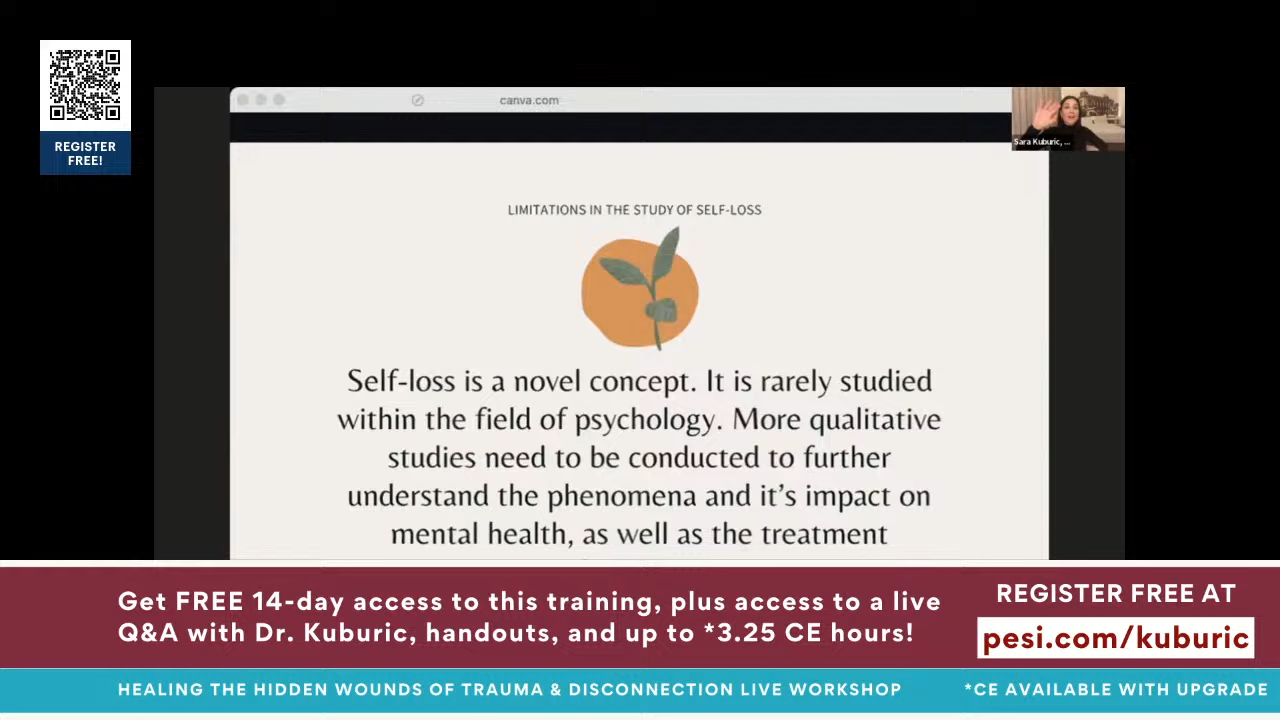 REGISTER
FREE!
canva.com
Sara Kuburic, ...
LIMITATIONS IN THE STUDY OF SELF-LOSS
Self-loss is a novel concept. It is rarely studied
within the field of psychology. More qualitative
studies need to be conducted to further
understand the phenomena and it's impact on
mental health, as well as the treatment
Get FREE 14-day access to this training, plus access to a live
Q&A with Dr. Kuburic, handouts, and up to *3.25 CE hours!
REGISTER FREE AT
pesi.com/kuburic
HEALING THE HIDDEN WOUNDS OF TRAUMA & DISCONNECTION LIVE WORKSHOP
*CE AVAILABLE WITH UPGRADE